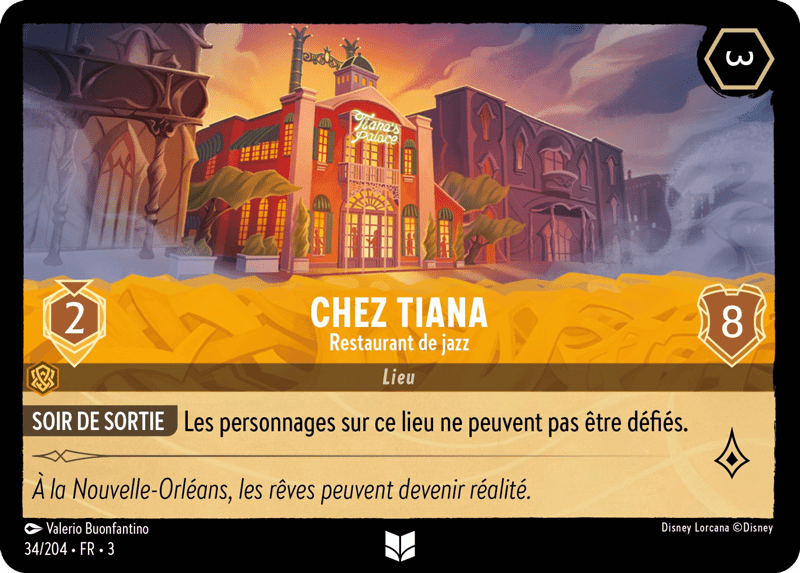 3
Tiana's
Palace
2
CHEZ TIANA
8
Restaurant de jazz
Lieu
SOIR DE SORTIE Les personnages sur ce lieu ne peuvent pas être défiés.
À la Nouvelle-Orléans, les rêves peuvent devenir réalité.
Valerio Buonfantino
Disney Lorcana ©Disney
34/204 • FR • 3